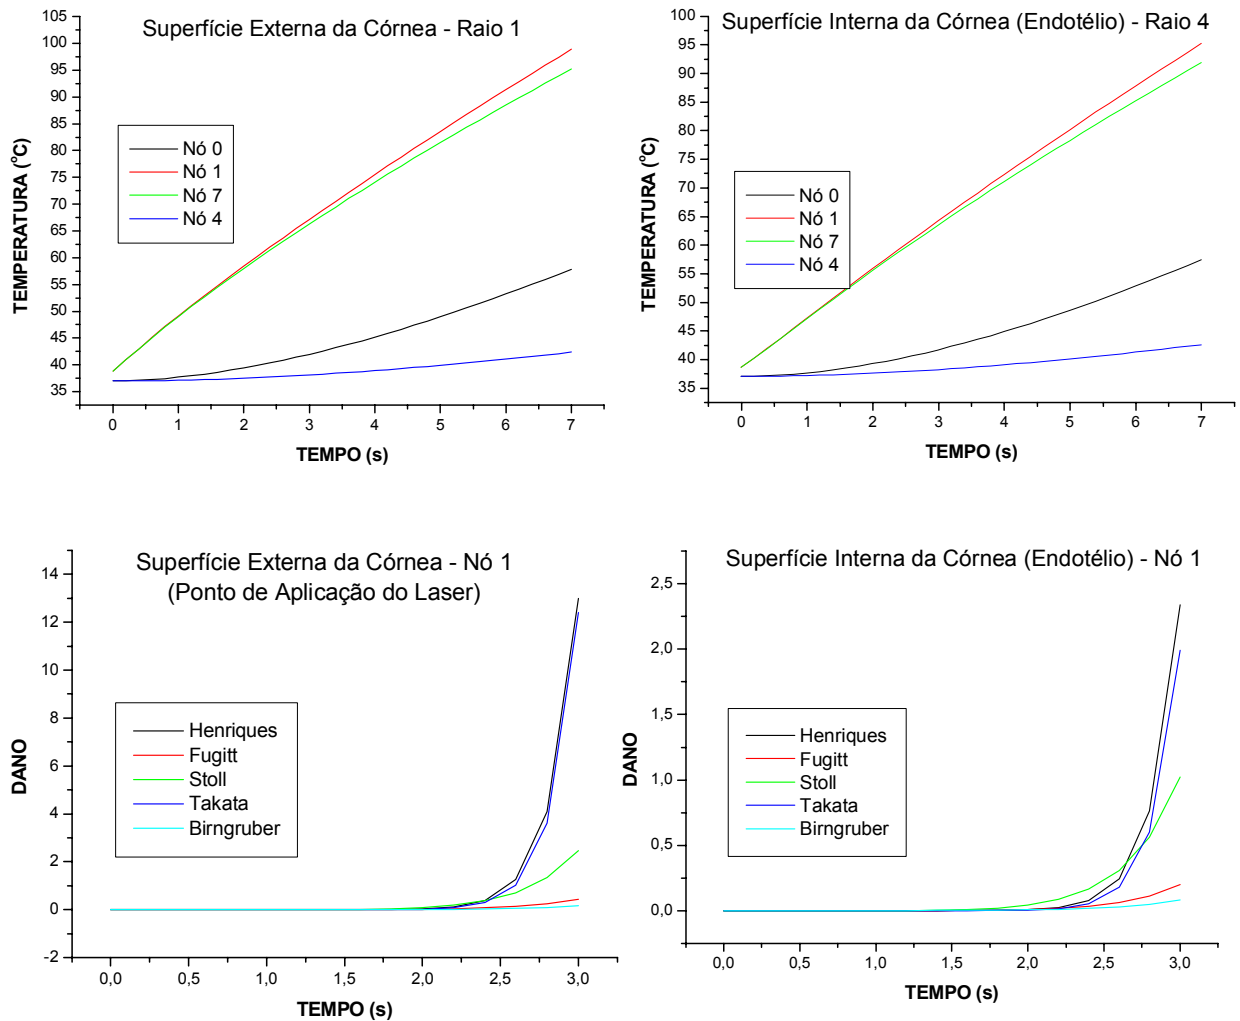 Superfície Externa da Córnea - Raio 1
105
100
95
90
85
80
75
70
65
60
55
50
45
40
35
TEMPERATURA (°C)
Nó 0
Nó 1
Nó 7
Nó 4
0 1 2 3 4 5 6 7
TEMPO (s)
Superfície Interna da Córnea (Endotélio) - Raio 4
100
95
90
85
80
75
70
65
60
55
50
45
40
35
TEMPERATURA (°C)
Nó 0
Nó 1
Nó 7
Nó 4
0 1 2 3 4 5 6 7
TEMPO (s)
Superfície Externa da Córnea - Nó 1
(Ponto de Aplicação do Laser)
14
12
10
8
6
4
2
0
-2
DANO
Henriques
Fugitt
Stoll
Takata
Birngruber
0,0 0,5 1,0 1,5 2,0 2,5 3,0
TEMPO (s)
Superfície Interna da Córnea (Endotélio) - Nó 1
2,5
2,0
1,5
1,0
0,5
0,0
DANO
Henriques
Fugitt
Stoll
Takata
Birngruber
0,0 0,5 1,0 1,5 2,0 2,5 3,0
TEMPO (s)